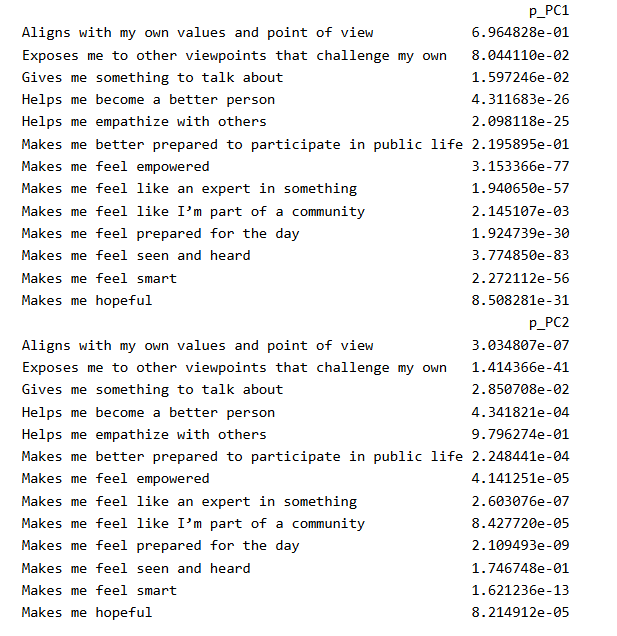 p_PC1
Aligns with my own values and point of view 6.964828e-01
Exposes me to other viewpoints that challenge my own 8.044110e-02
Gives me something to talk about 1.597246e-02
Helps me become a better person 4.311683e-26
Helps me empathize with others 2.098118e-25
Makes me better prepared to participate in public life 2.195895e-01
Makes me feel empowered 3.153366e-77
Makes me feel like an expert in something 1.940650e-57
Makes me feel like I’m part of a community 2.145107e-03
Makes me feel prepared for the day 1.924739e-30
Makes me feel seen and heard 3.774850e-83
Makes me feel smart 2.272112e-56
Makes me hopeful 8.508281e-31
p_PC2
Aligns with my own values and point of view 3.034807e-07
Exposes me to other viewpoints that challenge my own 1.414366e-41
Gives me something to talk about 2.850708e-02
Helps me become a better person 4.341821e-04
Helps me empathize with others 9.796274e-01
Makes me better prepared to participate in public life 2.248441e-04
Makes me feel empowered 4.141251e-05
Makes me feel like an expert in something 2.603076e-07
Makes me feel like I’m part of a community 8.427720e-05
Makes me feel prepared for the day 2.109493e-09
Makes me feel seen and heard 1.746748e-01
Makes me feel smart 1.621236e-13
Makes me hopeful 8.214912e-05